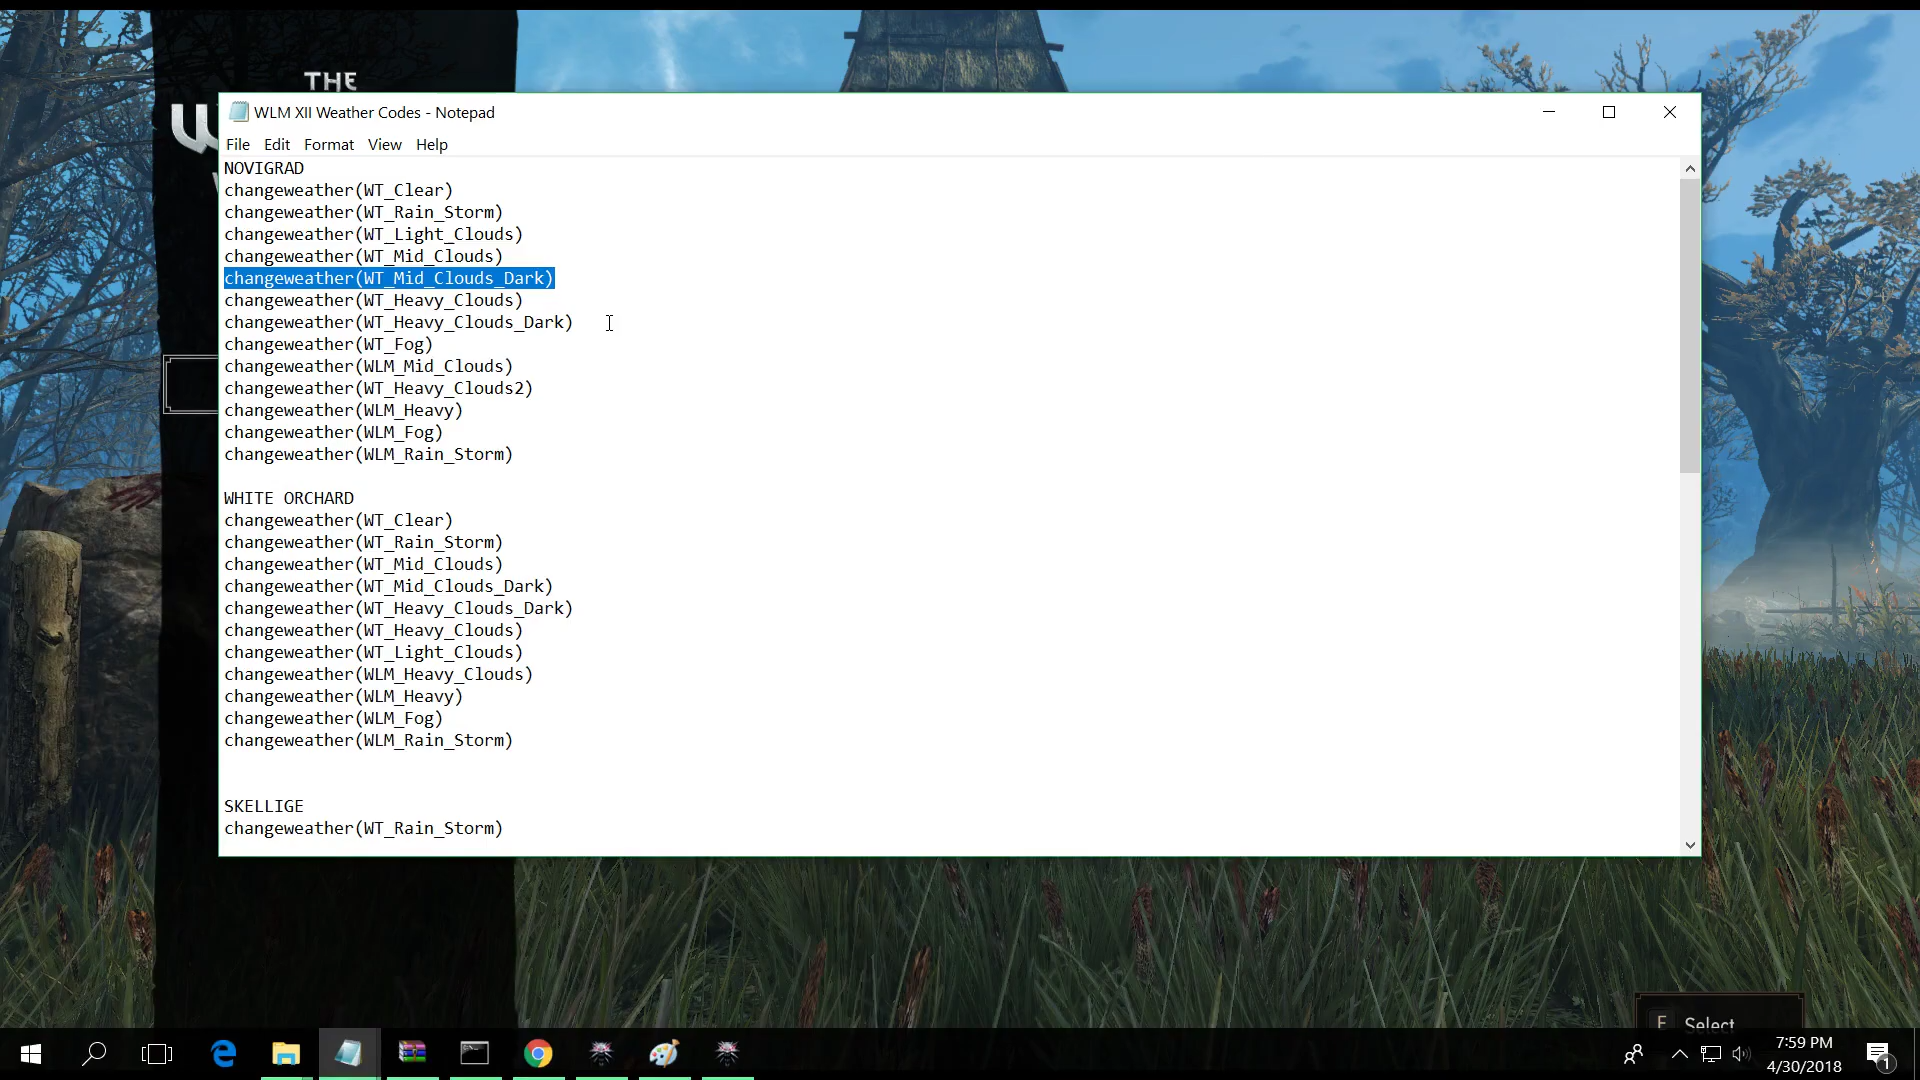 THE
W
WLM XII Weather Codes - Notepad
File Edit Format View Help
NOVIGRAD
changeweather(WT_Clear)
changeweather(WT_Rain_Storm)
changeweather(WT_Light_Clouds)
changeweather(WT_Mid_Clouds)
changeweather(WT_Mid_Clouds_Dark)
changeweather(WT_Heavy_Clouds)
changeweather(WT_Heavy_Clouds_Dark)
changeweather(WT_Fog)
changeweather(WLM_Mid_Clouds)
changeweather(WT_Heavy_Clouds2)
changeweather(WLM_Heavy)
changeweather(WLM_Fog)
changeweather(WLM_Rain_Storm)
WHITE ORCHARD
changeweather(WT_Clear)
changeweather(WT_Rain_Storm)
changeweather(WT_Mid_Clouds)
changeweather(WT_Mid_Clouds_Dark)
changeweather(WT_Heavy_Clouds_Dark)
changeweather(WT_Heavy_Clouds)
changeweather(WT_Light_Clouds)
changeweather(WLM_Heavy_Clouds)
changeweather(WLM_Heavy)
changeweather(WLM_Fog)
changeweather(WLM_Rain_Storm)
SKELLIGE
changeweather(WT_Rain_Storm)
E Select
7:59 PM
4/30/2018
1